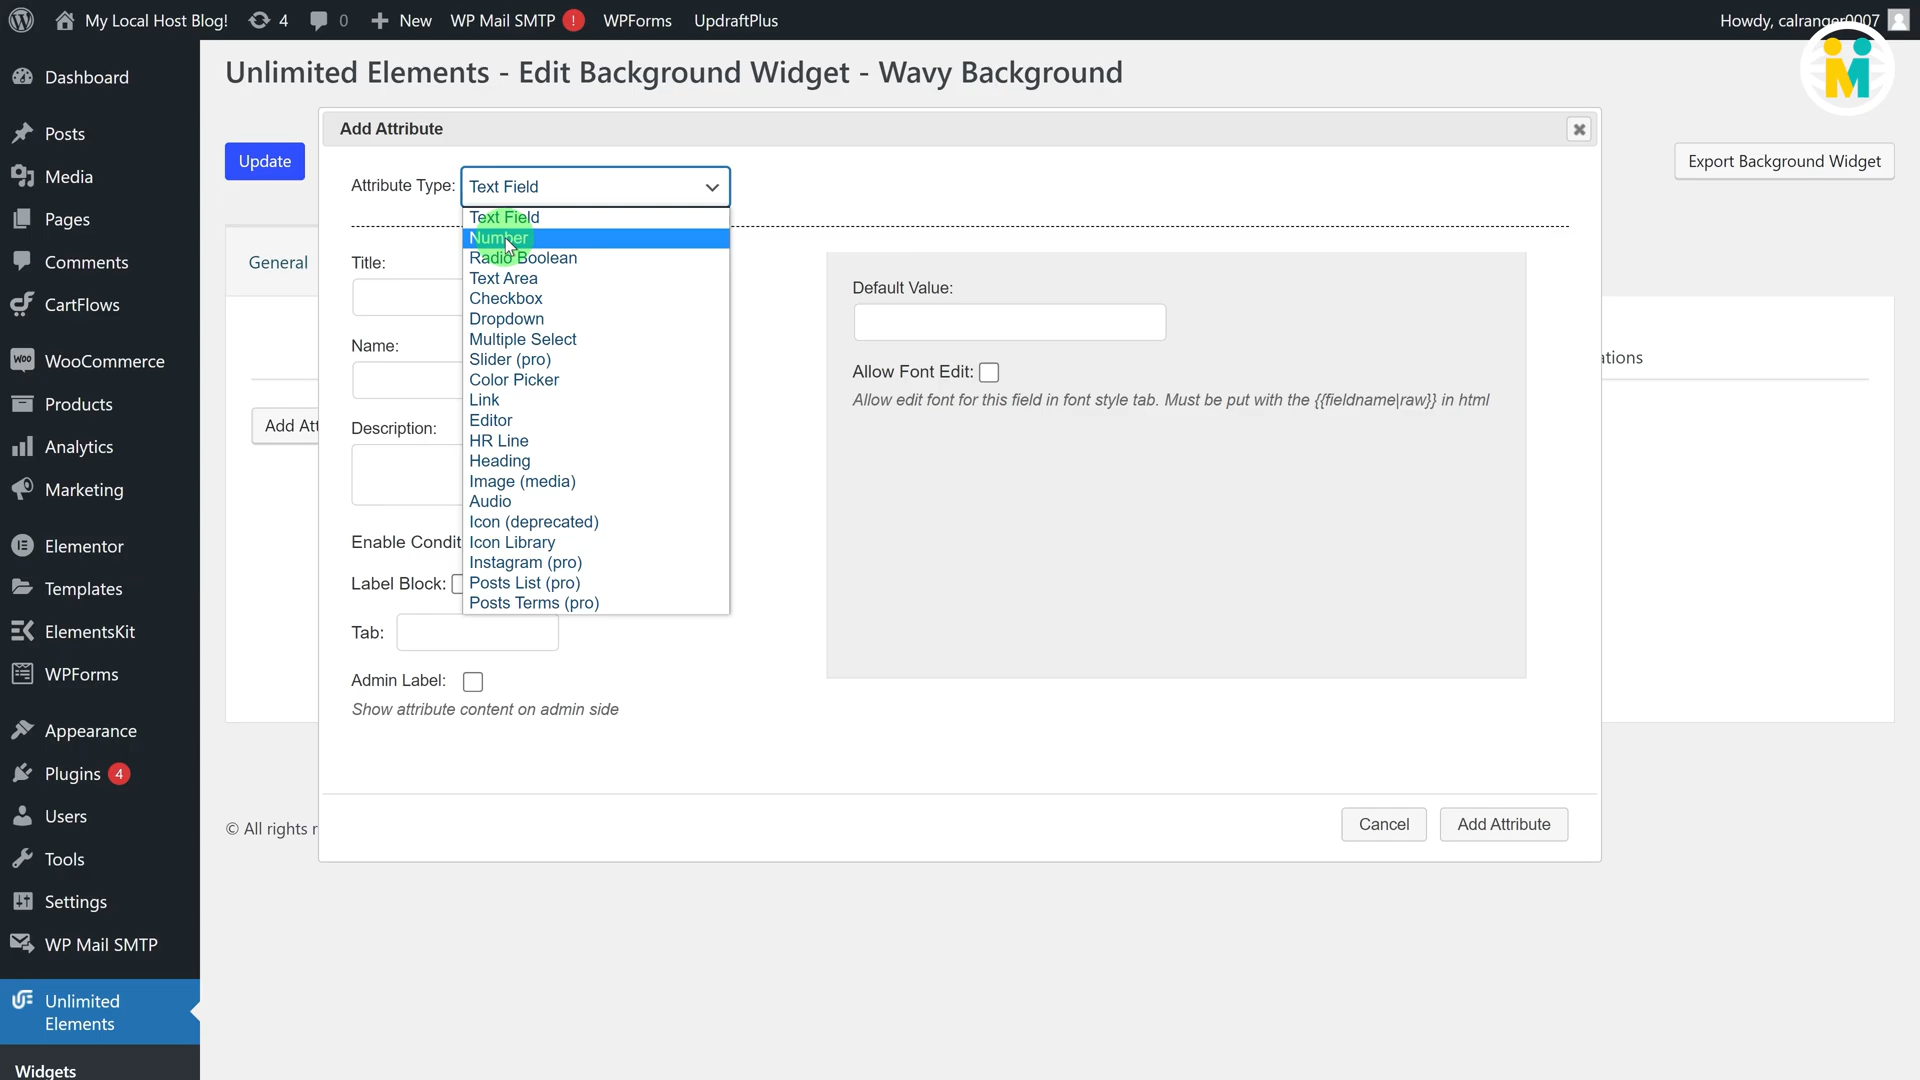 My Local Host Blog!
4
0
New
WP Mail SMTP
!
WPForms
UpdraftPlus
Howdy, calranger0007
Unlimited Elements - Edit Background Widget - Wavy Background
M
Dashboard
Posts
Media
Pages
Comments
CartFlows
Woo
WooCommerce
Products
Analytics
Marketing
Elementor
Templates
ElementsKit
WPForms
Appearance
Plugins 4
Users
Tools
Settings
WP Mail SMTP
Unlimited
Elements
Widgets
Update
Export Background Widget
General
Add Att
ations
© All rights r
Add Attribute
Attribute Type:
Text Field
Text Field
Number
Radio Boolean
Text Area
Checkbox
Dropdown
Multiple Select
Slider (pro)
Color Picker
Link
Editor
HR Line
Heading
Image (media)
Audio
Icon (deprecated)
Icon Library
Instagram (pro)
Posts List (pro)
Posts Terms (pro)
Title:
Name:
Description:
Enable Condit
Label Block:
Tab:
Admin Label:
Show attribute content on admin side
Default Value:
Allow Font Edit:
Allow edit font for this field in font style tab. Must be put with the {{fieldname|raw}} in html
Cancel
Add Attribute